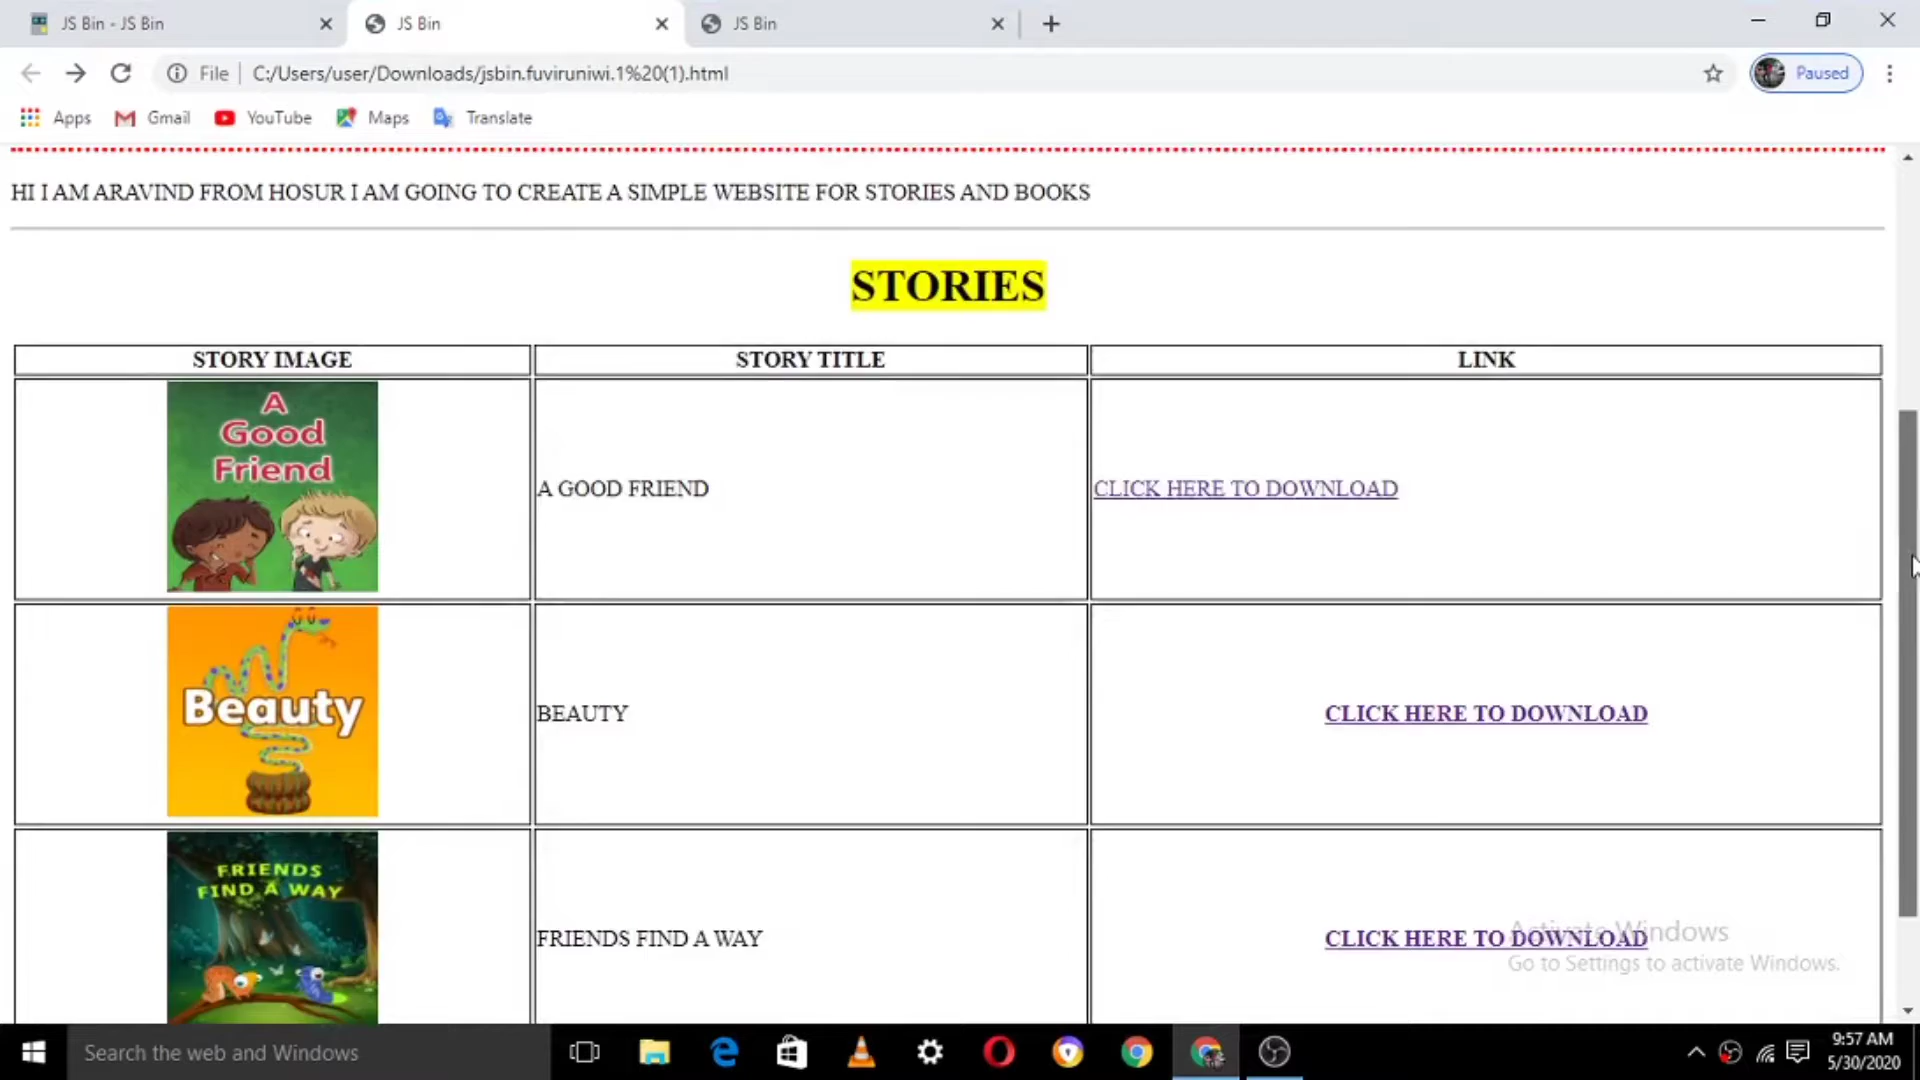 JS Bin - JS Bin
JS Bin
JS Bin
File
C:/Users/user/Downloads/jsbin.fuviruniwi.1%20(1).html
Paused
Apps
Gmail
YouTube
Maps
Translate
HI I AM ARAVIND FROM HOSUR I AM GOING TO CREATE A SIMPLE WEBSITE FOR STORIES AND BOOKS
STORIES
STORY IMAGE
STORY TITLE
LINK
A
Good
Friend
A GOOD FRIEND
CLICK HERE TO DOWNLOAD
Beauty
BEAUTY
CLICK HERE TO DOWNLOAD
FRIENDS
FIND A WAY
FRIENDS FIND A WAY
CLICK HERE TO DOWNLOAD
Activate Windows
Go to Settings to activate Windows.
Search the web and Windows
9:57 AM
5/30/2020